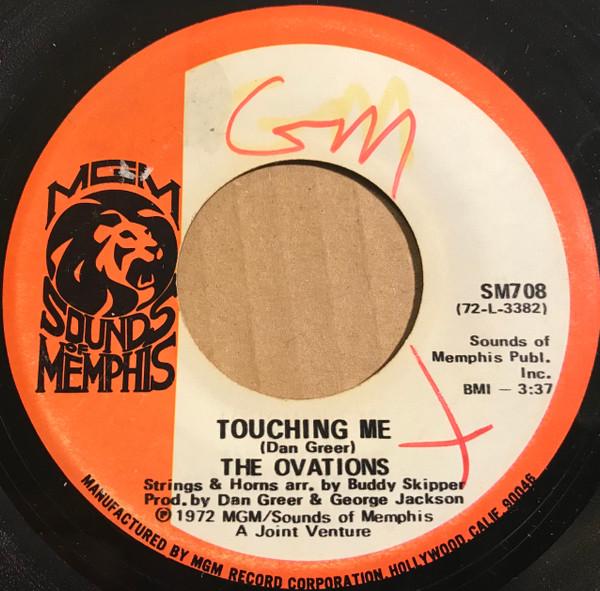 GM
MGM
SOUNDS
OF
MEMPHIS
SM708
(72-L-3382)
Sounds of
Memphis Publ.
Inc.
BMI — 3:37
TOUCHING ME
(Dan Greer)
THE OVATIONS
Strings & Horns arr. by Buddy Skipper
Prod. by Dan Greer & George Jackson
℗ 1972 MGM/Sounds of Memphis
A Joint Venture
MANUFACTURED BY MGM RECORD CORPORATION, HOLLYWOOD, CALIF. 90046